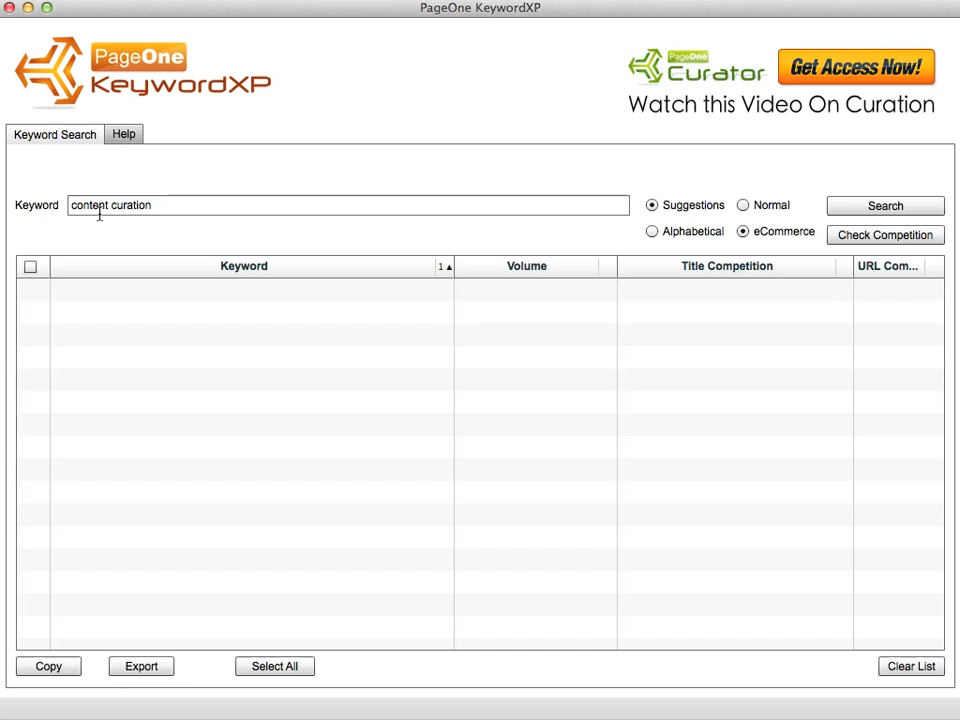 PageOne KeywordXP
PageOne
KeywordXP
PageOne
Curator
Get Access Now!
Watch this Video On Curation
Keyword Search
Help
Keyword
content curation
Suggestions
Normal
Search
Alphabetical
eCommerce
Check Competition
Keyword
1
Volume
Title Competition
URL Com...
Copy
Export
Select All
Clear List